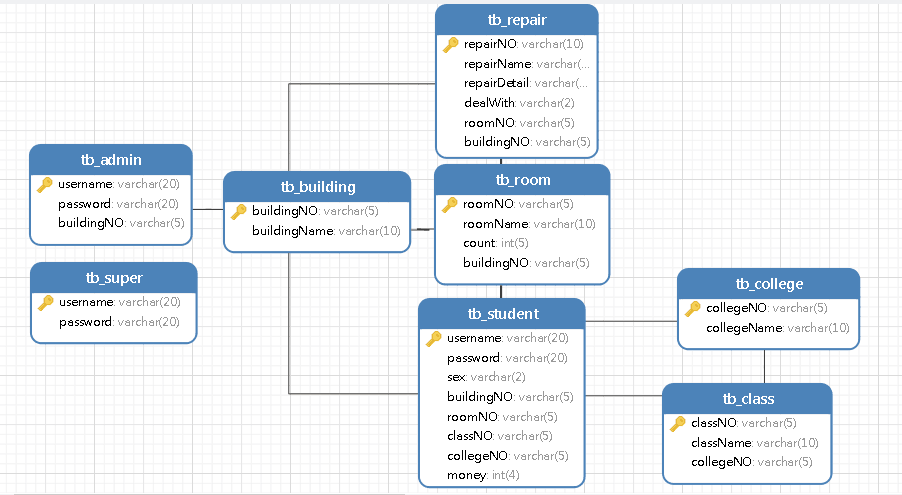 tb_repair
repairNO: varchar(10)
repairName: varchar(...
repairDetail: varchar(...
dealWith: varchar(2)
roomNO: varchar(5)
buildingNO: varchar(5)
tb_admin
username: varchar(20)
password: varchar(20)
buildingNO: varchar(5)
tb_building
buildingNO: varchar(5)
buildingName: varchar(10)
tb_room
roomNO: varchar(5)
roomName: varchar(10)
count: int(5)
buildingNO: varchar(5)
tb_super
username: varchar(20)
password: varchar(20)
tb_student
username: varchar(20)
password: varchar(20)
sex: varchar(2)
buildingNO: varchar(5)
roomNO: varchar(5)
classNO: varchar(5)
collegeNO: varchar(5)
money: int(4)
tb_college
collegeNO: varchar(5)
collegeName: varchar(10)
tb_class
classNO: varchar(5)
className: varchar(10)
collegeNO: varchar(5)